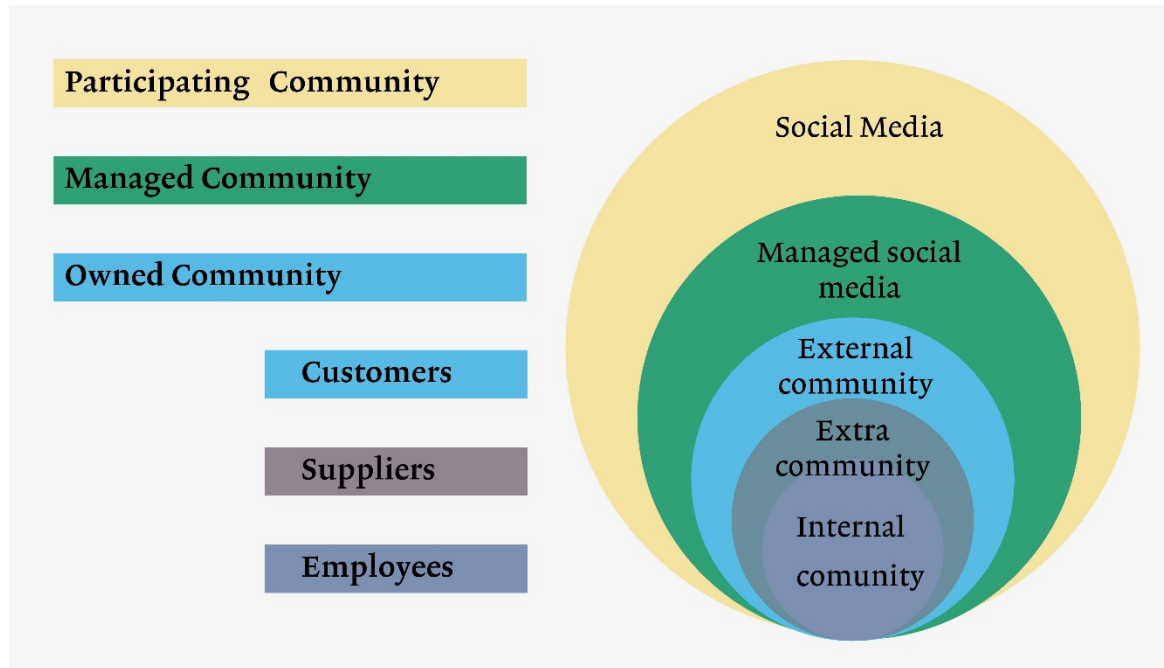 Participating Community
Managed Community
Owned Community
Customers
Suppliers
Employees
Social Media
Managed social
media
External
community
Extra
community
Internal
comunity